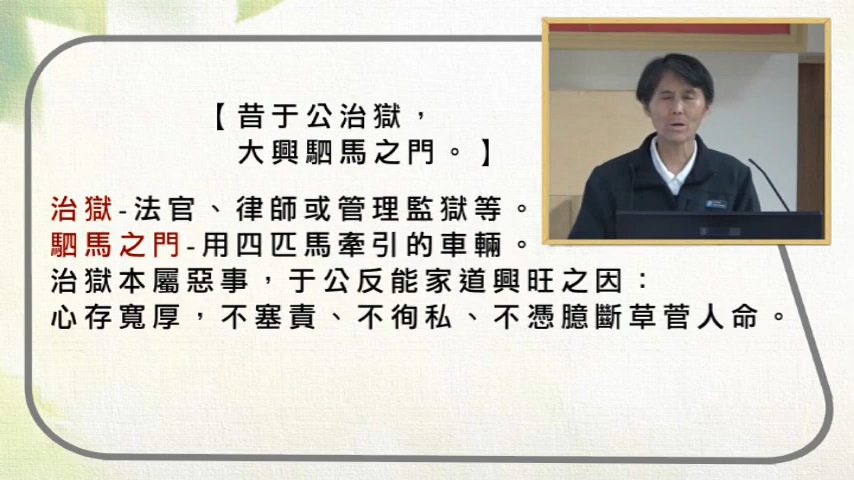 【昔于公治獄，
大興駟馬之門。】
治獄-法官、律師或管理監獄等。
駟馬之門-用四匹馬牽引的車輛。
治獄本屬惡事，于公反能家道興旺之因：
心存寬厚，不塞責、不徇私、不憑臆斷草菅人命。